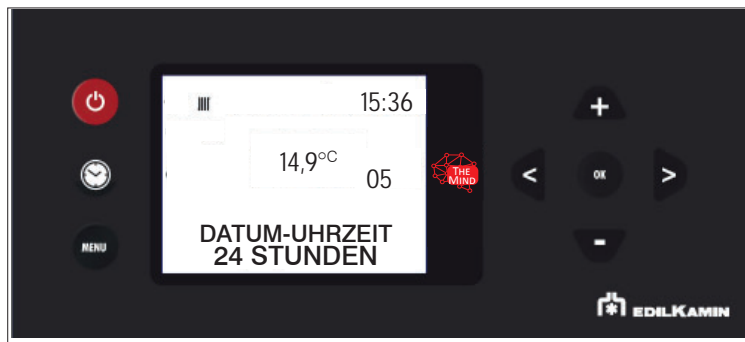 15:36
14,9°C
05
DATUM-UHRZEIT
24 STUNDEN
THE
MIND
MENU
+
<
OK
>
-
EDILKAMIN